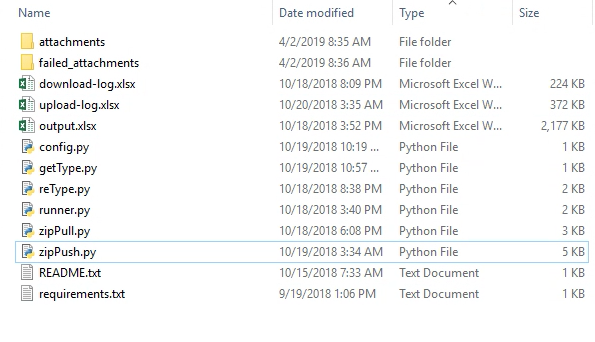 Name Date modified Type Size
attachments 4/2/2019 8:35 AM File folder
failed_attachments 4/2/2019 8:36 AM File folder
download-log.xlsx 10/18/2018 8:09 PM Microsoft Excel W... 224 KB
upload-log.xlsx 10/20/2018 3:35 AM Microsoft Excel W... 372 KB
output.xlsx 10/18/2018 3:52 PM Microsoft Excel W... 2,177 KB
config.py 10/19/2018 10:19 ... Python File 1 KB
getType.py 10/19/2018 10:57 ... Python File 1 KB
reType.py 10/18/2018 8:38 PM Python File 2 KB
runner.py 10/18/2018 3:40 PM Python File 2 KB
zipPull.py 10/18/2018 6:08 PM Python File 3 KB
zipPush.py 10/19/2018 3:34 AM Python File 5 KB
README.txt 10/15/2018 7:33 AM Text Document 1 KB
requirements.txt 9/19/2018 1:06 PM Text Document 1 KB